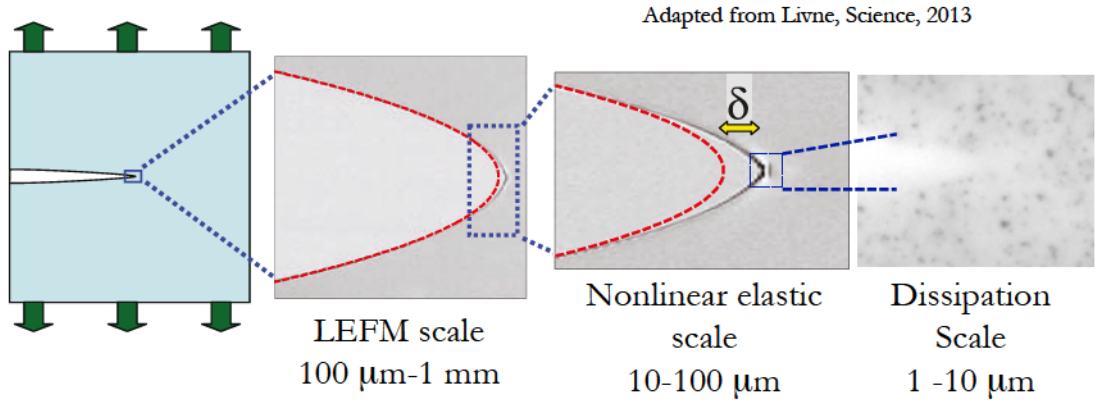 Adapted from Livne, Science, 2013
δ
LEFM scale
100 μm-1 mm
Nonlinear elastic
scale
10-100 μm
Dissipation
Scale
1 -10 μm